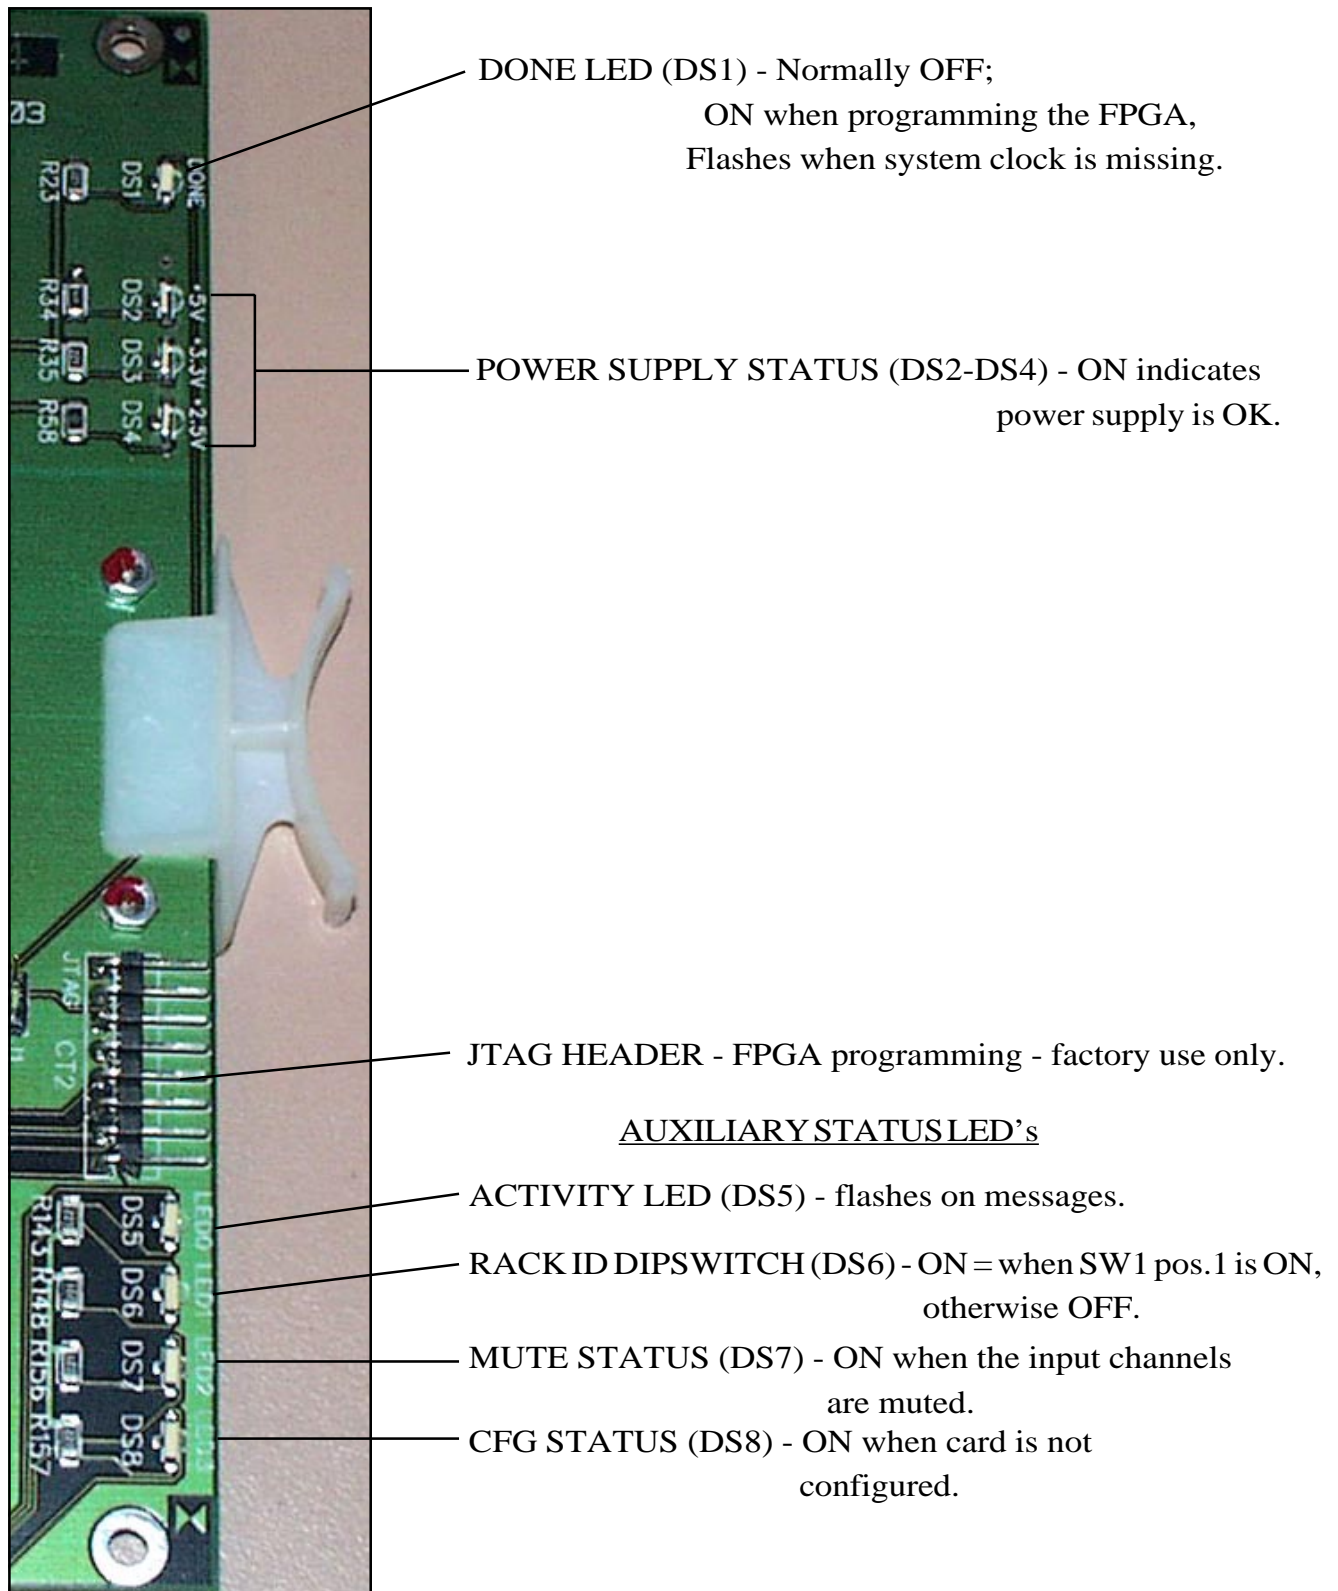 DONE LED (DS1) - Normally OFF;
ON when programming the FPGA,
Flashes when system clock is missing.
POWER SUPPLY STATUS (DS2-DS4) - ON indicates
power supply is OK.
JTAG HEADER - FPGA programming - factory use only.
AUXILIARY STATUS LED's
ACTIVITY LED (DS5) - flashes on messages.
RACK ID DIPSWITCH (DS6) - ON = when SW1 pos.1 is ON,
otherwise OFF.
MUTE STATUS (DS7) - ON when the input channels
are muted.
CFG STATUS (DS8) - ON when card is not
configured.
03
R23 DS1 DONE
R34 DS2 +5V
R35 DS3 +3.3V
R58 DS4 +2.5V
JTAG
CT2
R143 DS5 LED0
R148 DS6 LED1
R156 DS7 LED2
R157 DS8 LED3